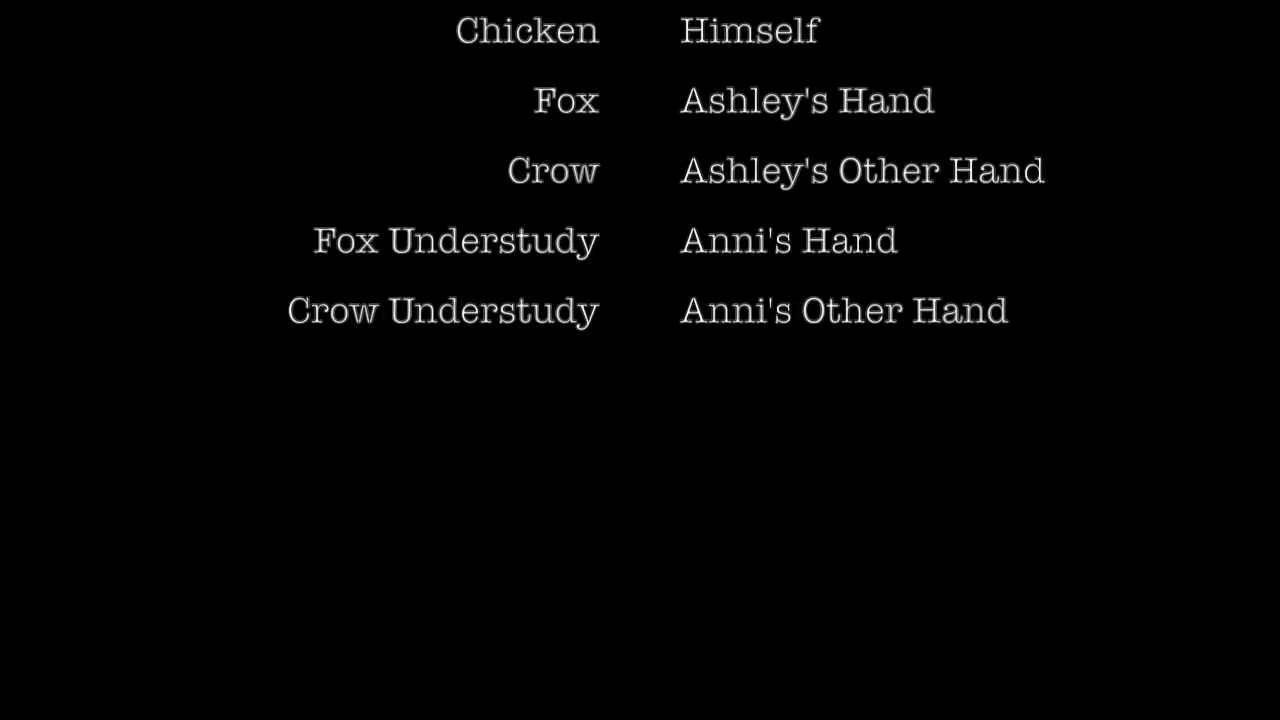 Chicken Himself
Fox Ashley's Hand
Crow Ashley's Other Hand
Fox Understudy Anni's Hand
Crow Understudy Anni's Other Hand